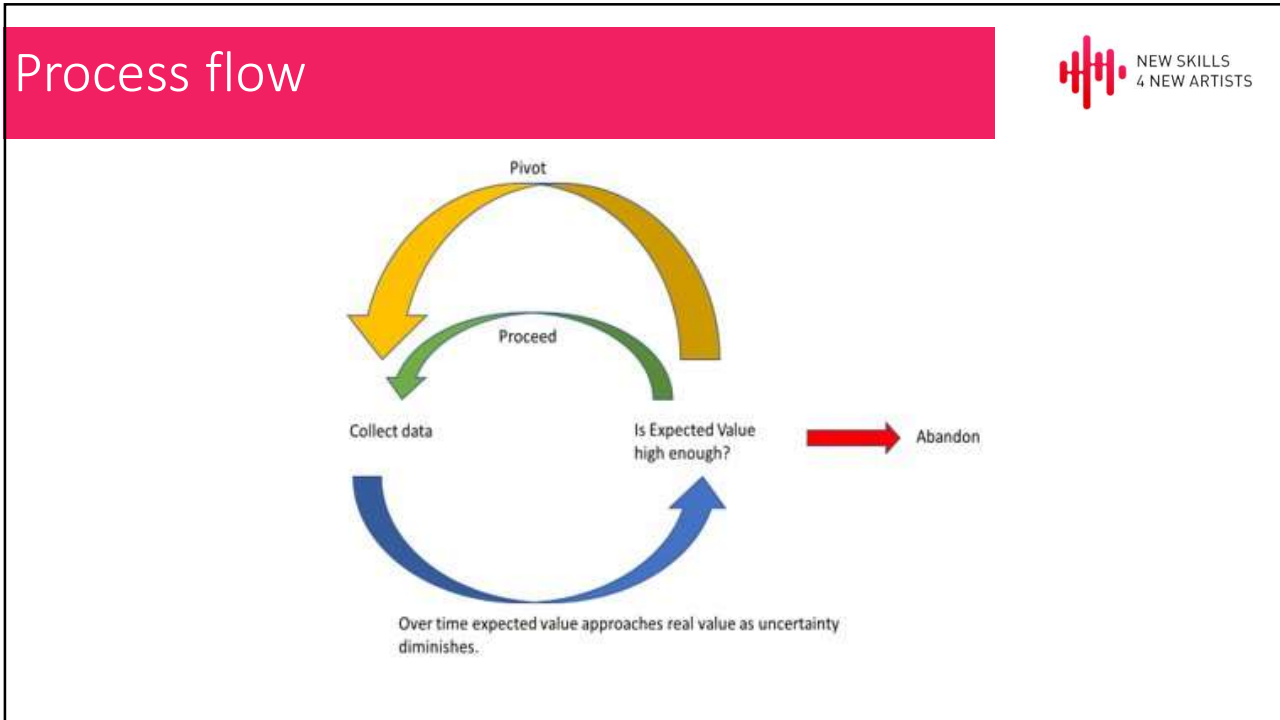 Process flow
NEW SKILLS
4 NEW ARTISTS
Pivot
Proceed
Collect data
Is Expected Value
high enough?
Abandon
Over time expected value approaches real value as uncertainty
diminishes.